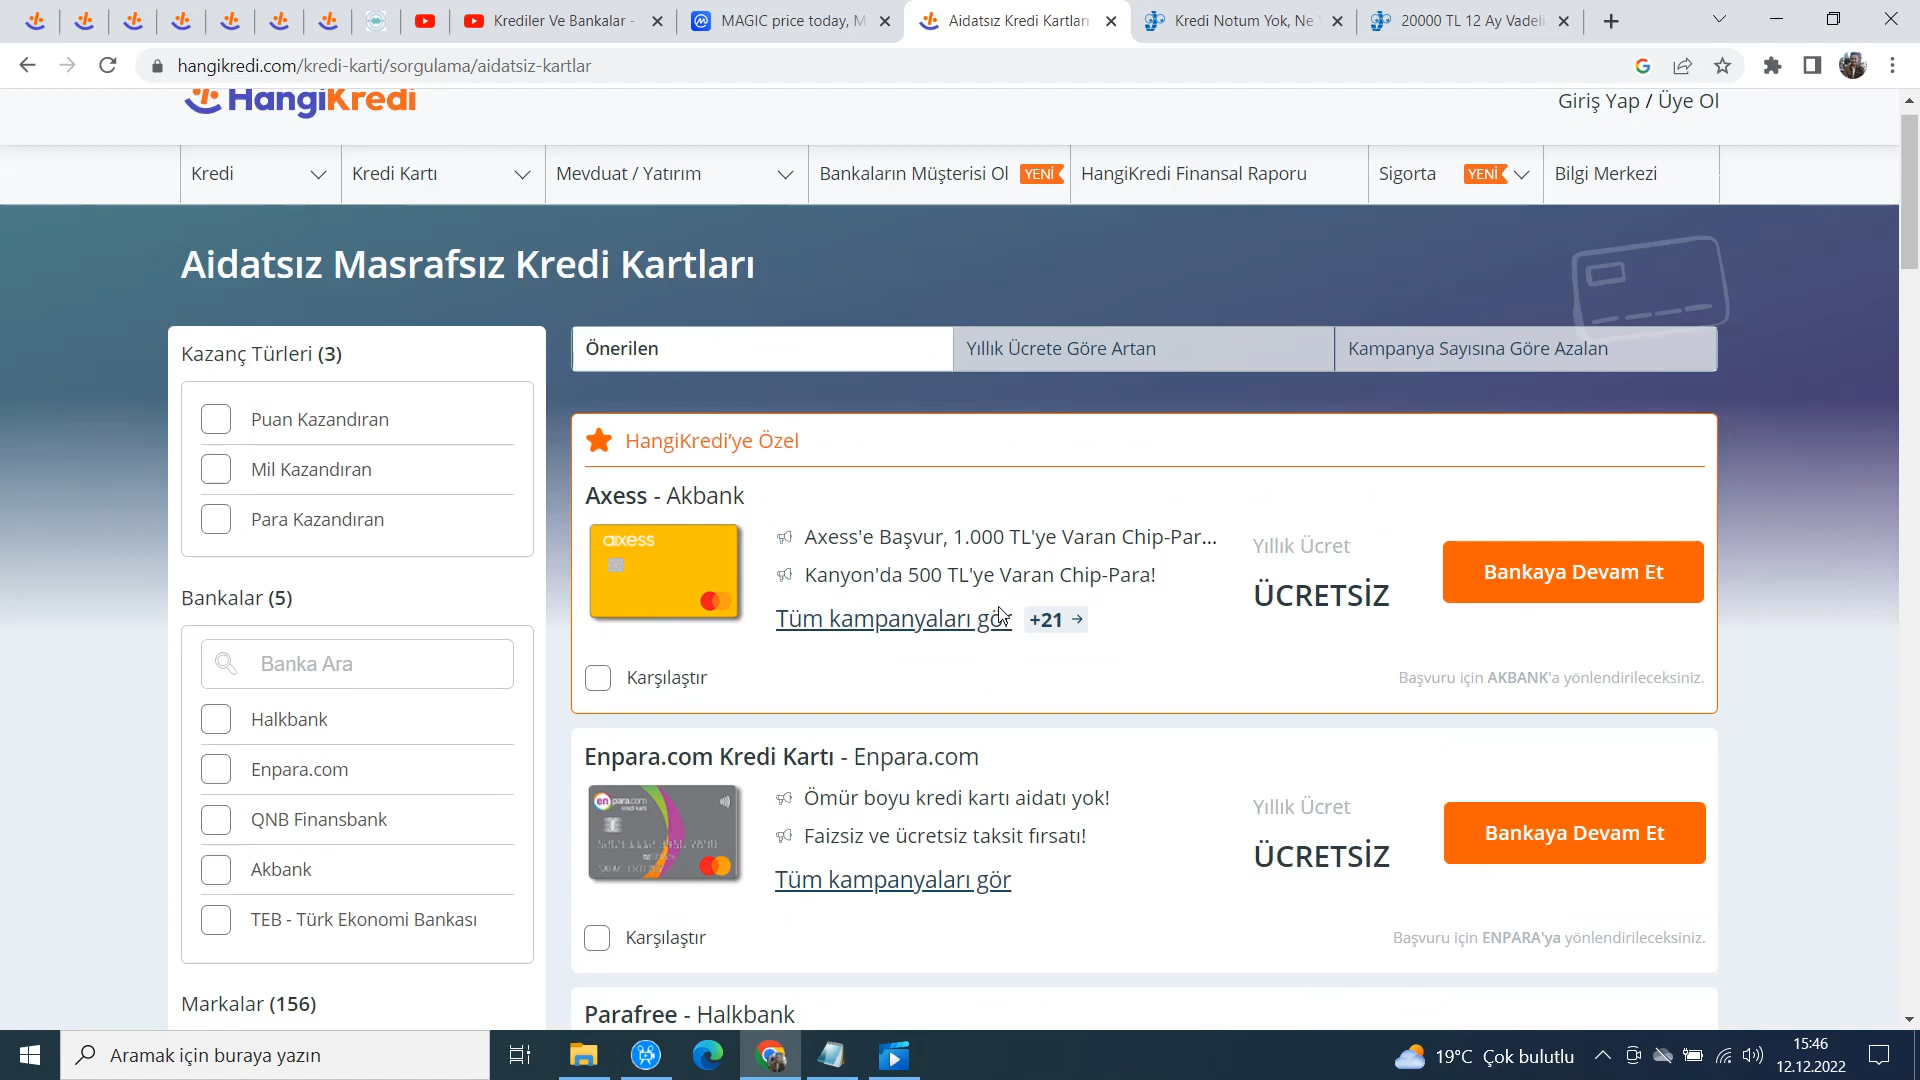 Krediler Ve Bankalar -
MAGIC price today, M
Aidatsız Kredi Kartları
Kredi Notum Yok, Ne Y
20000 TL 12 Ay Vadeli
hangikredi.com/kredi-karti/sorgulama/aidatsiz-kartlar
HangiKredi
Giriş Yap / Üye Ol
Kredi
Kredi Kartı
Mevduat / Yatırım
Bankaların Müşterisi Ol YENİ
HangiKredi Finansal Raporu
Sigorta YENİ
Bilgi Merkezi
Aidatsız Masrafsız Kredi Kartları
Kazanç Türleri (3)
Puan Kazandıran
Mil Kazandıran
Para Kazandıran
Bankalar (5)
Banka Ara
Halkbank
Enpara.com
QNB Finansbank
Akbank
TEB - Türk Ekonomi Bankası
Markalar (156)
Önerilen
Yıllık Ücrete Göre Artan
Kampanya Sayısına Göre Azalan
HangiKredi'ye Özel
Axess - Akbank
axess
Axess'e Başvur, 1.000 TL'ye Varan Chip-Par...
Kanyon'da 500 TL'ye Varan Chip-Para!
Tüm kampanyaları gör +21 →
Yıllık Ücret
ÜCRETSİZ
Bankaya Devam Et
Karşılaştır
Başvuru için AKBANK'a yönlendirileceksiniz.
Enpara.com Kredi Kartı - Enpara.com
enpara.com
kredi kartı
Ömür boyu kredi kartı aidatı yok!
Faizsiz ve ücretsiz taksit fırsatı!
Tüm kampanyaları gör
Yıllık Ücret
ÜCRETSİZ
Bankaya Devam Et
Karşılaştır
Başvuru için ENPARA'ya yönlendirileceksiniz.
Parafree - Halkbank
Aramak için buraya yazın
19°C Çok bulutlu
15:46
12.12.2022